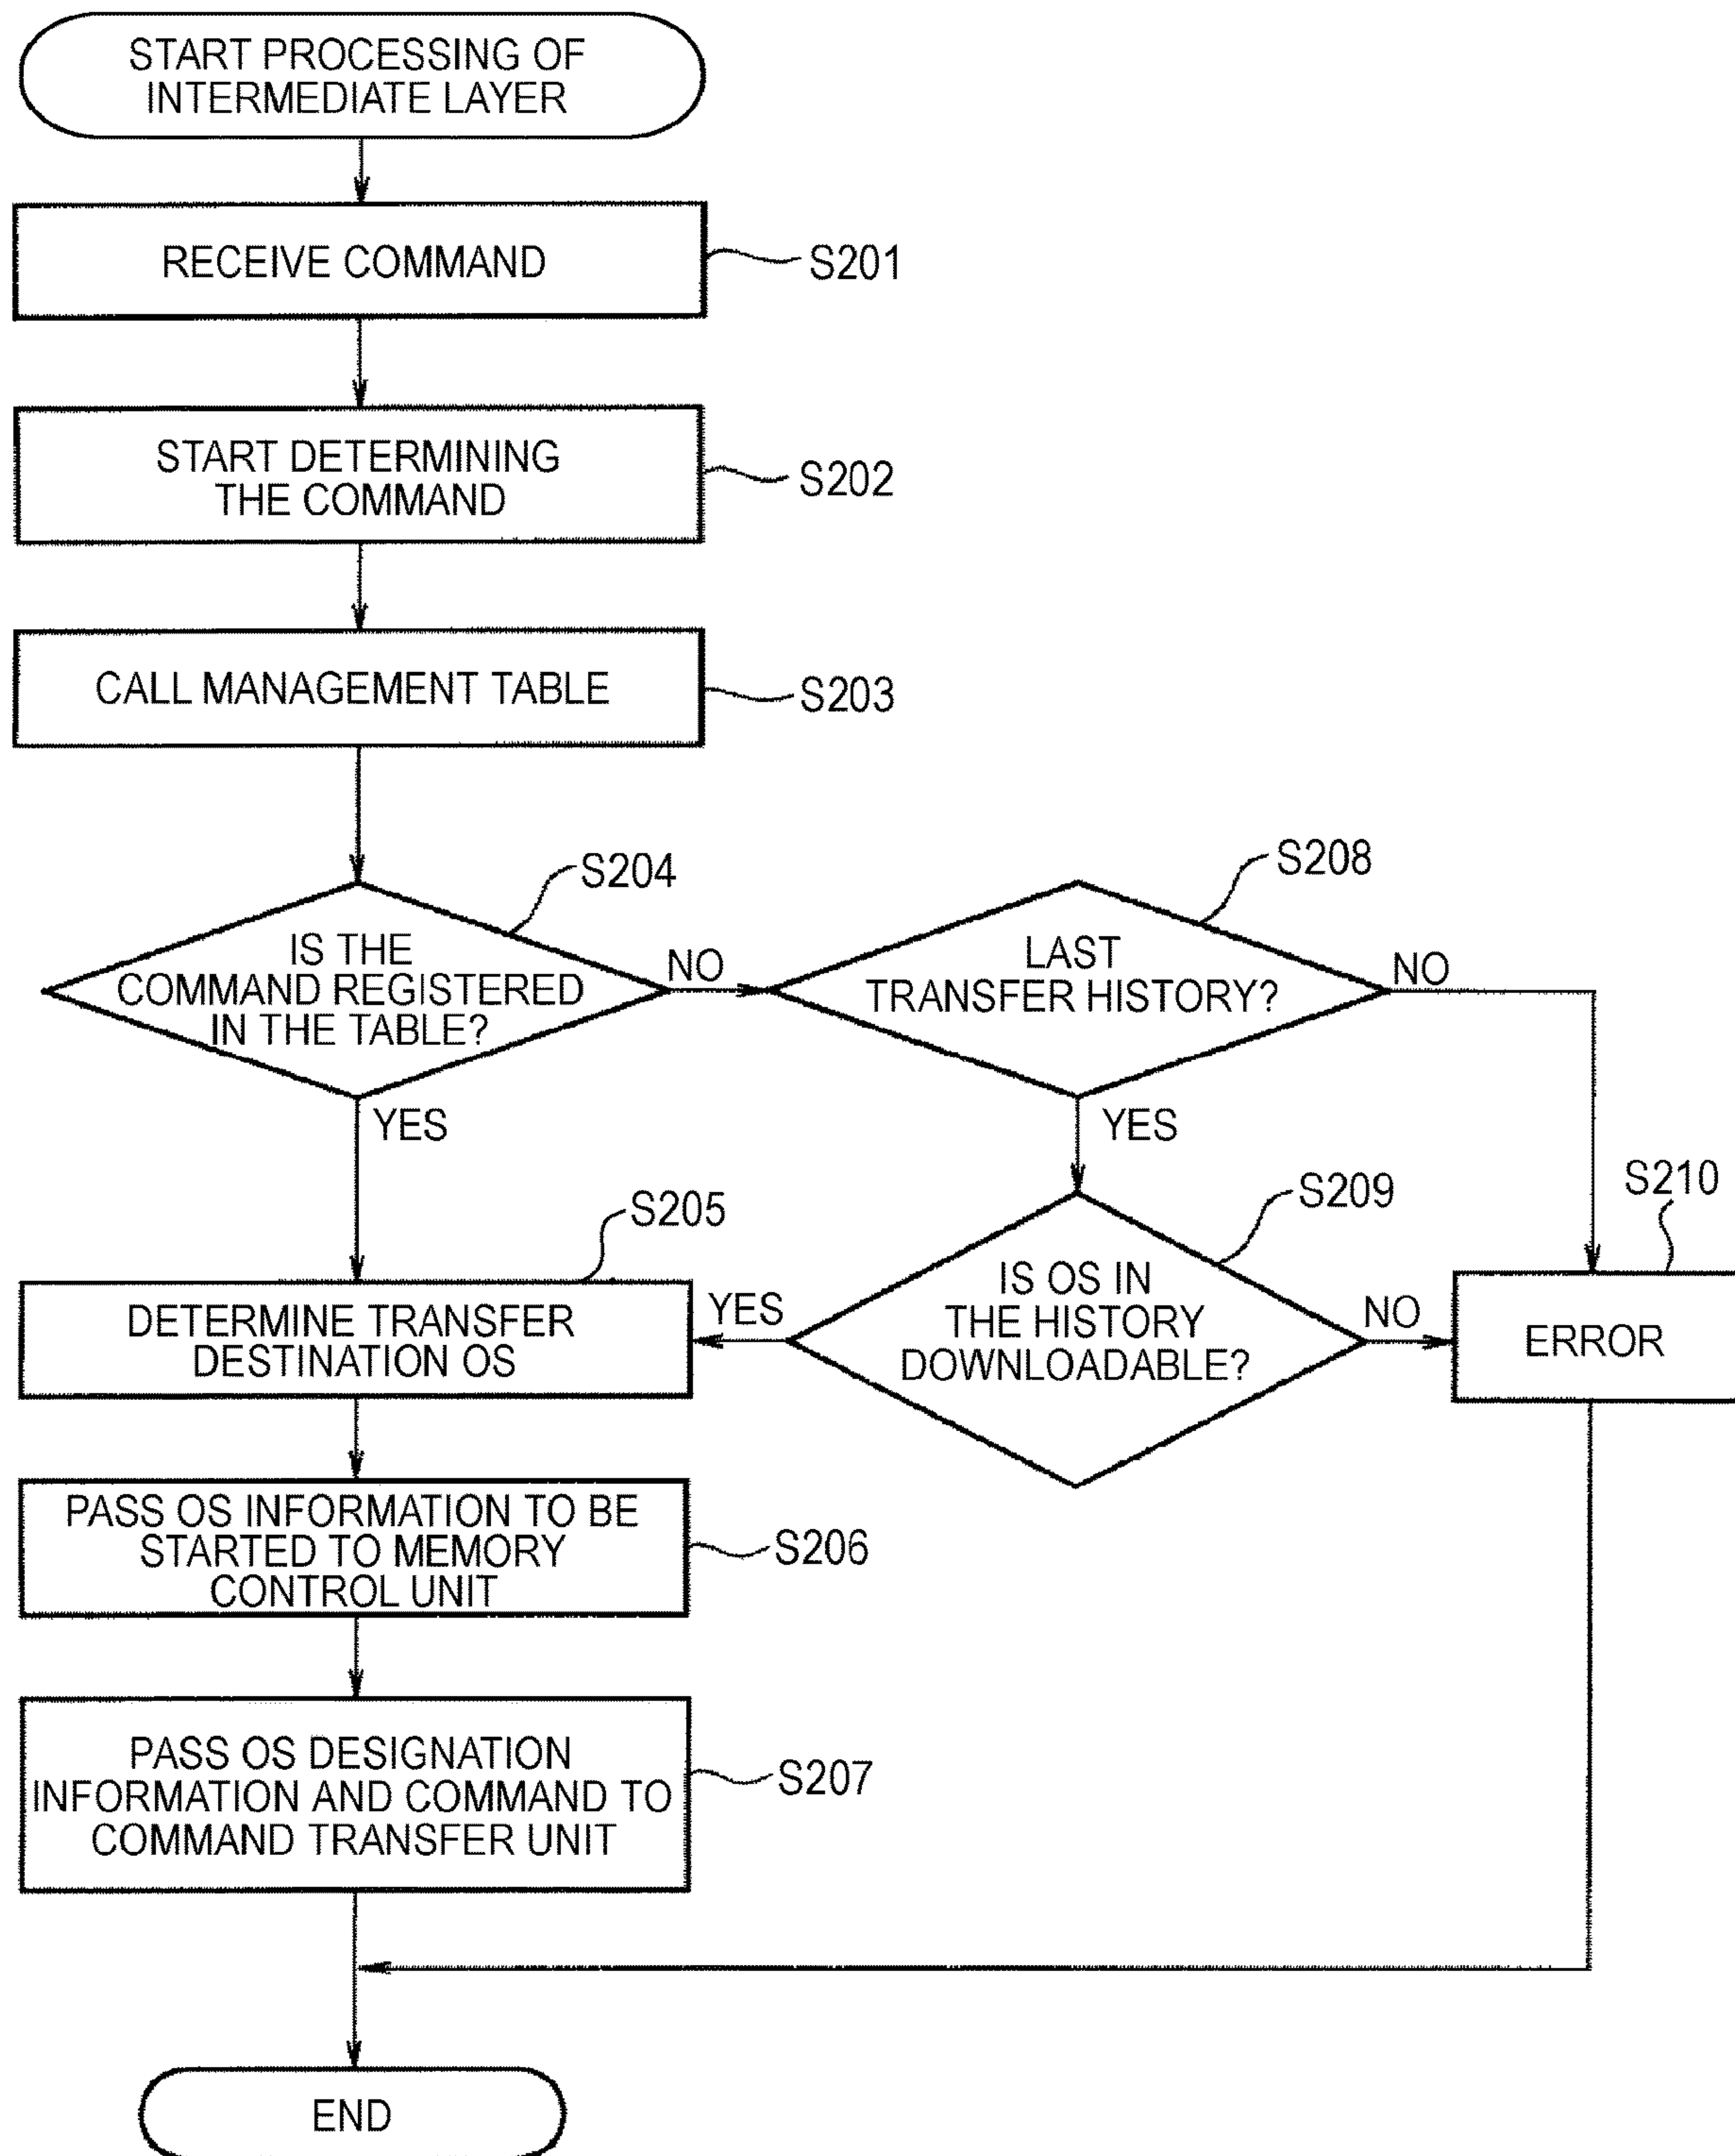 START PROCESSING OF
INTERMEDIATE LAYER
RECEIVE COMMAND
S201
START DETERMINING
THE COMMAND
S202
CALL MANAGEMENT TABLE
S203
S204
IS THE
COMMAND REGISTERED
IN THE TABLE?
NO
YES
S208
LAST
TRANSFER HISTORY?
NO
YES
S205
DETERMINE TRANSFER
DESTINATION OS
YES
S209
IS OS IN
THE HISTORY
DOWNLOADABLE?
NO
S210
ERROR
PASS OS INFORMATION TO BE
STARTED TO MEMORY
CONTROL UNIT
S206
PASS OS DESIGNATION
INFORMATION AND COMMAND TO
COMMAND TRANSFER UNIT
S207
END